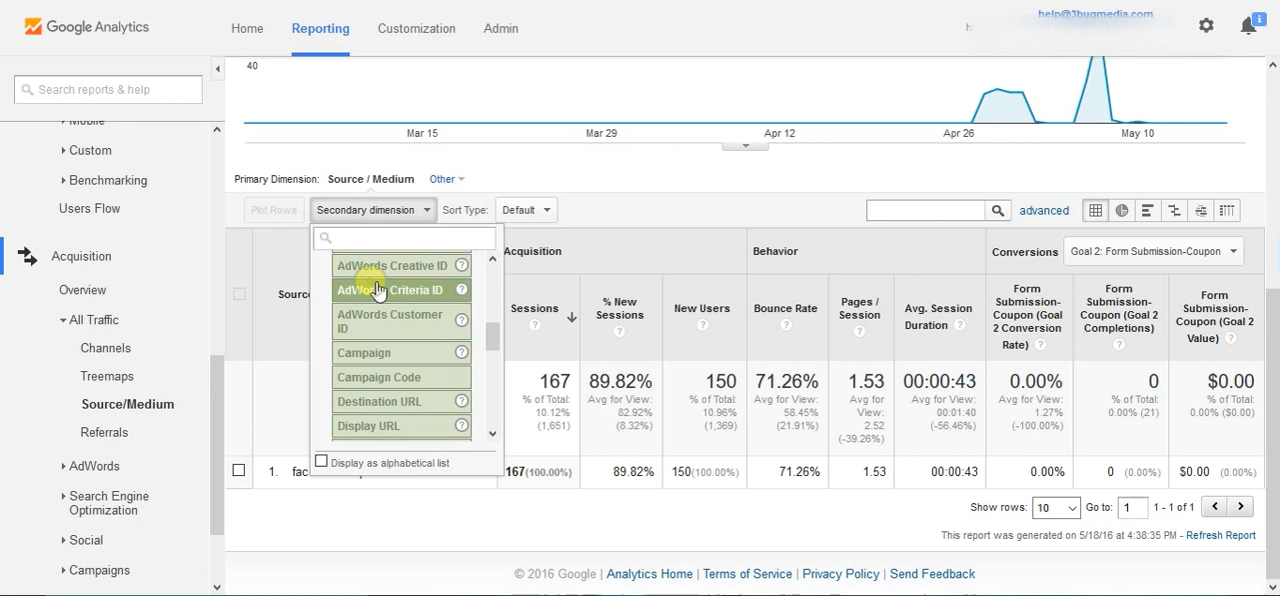 Google Analytics
Home
Reporting
Customization
Admin
help@3bugmedia.com
Search reports & help
Mobile
Custom
Benchmarking
Users Flow
Acquisition
Overview
All Traffic
Channels
Treemaps
Source/Medium
Referrals
AdWords
Search Engine
Optimization
Social
Campaigns
40
Mar 15
Mar 29
Apr 12
Apr 26
May 10
Primary Dimension: Source / Medium Other
Plot Rows
Secondary dimension
Sort Type: Default
advanced
AdWords Creative ID
AdWords Criteria ID
AdWords Customer
ID
Campaign
Campaign Code
Destination URL
Display URL
Display as alphabetical list
Acquisition
Behavior
Conversions Goal 2: Form Submission-Coupon
Sessions
% New
Sessions
New Users
Bounce Rate
Pages /
Session
Avg. Session
Duration
Form
Submission-
Coupon (Goal
2 Conversion
Rate)
Form
Submission-
Coupon (Goal 2
Completions)
Form
Submission-
Coupon (Goal 2
Value)
167
% of Total:
10.12%
(1,651)
89.82%
Avg for View:
82.92%
(8.32%)
150
% of Total:
10.96%
(1,369)
71.26%
Avg for View:
58.45%
(21.91%)
1.53
Avg for
View:
2.52
(-39.26%)
00:00:43
Avg for View:
00:01:40
(-56.46%)
0.00%
Avg for View:
1.27%
(-100.00%)
0
% of Total:
0.00% (21)
$0.00
% of Total:
0.00% ($0.00)
1.
167(100.00%)
89.82%
150(100.00%)
71.26%
1.53
00:00:43
0.00%
0 (0.00%)
$0.00 (0.00%)
Show rows: 10 Go to: 1 1 - 1 of 1
This report was generated on 5/18/16 at 4:38:35 PM - Refresh Report
© 2016 Google | Analytics Home | Terms of Service | Privacy Policy | Send Feedback